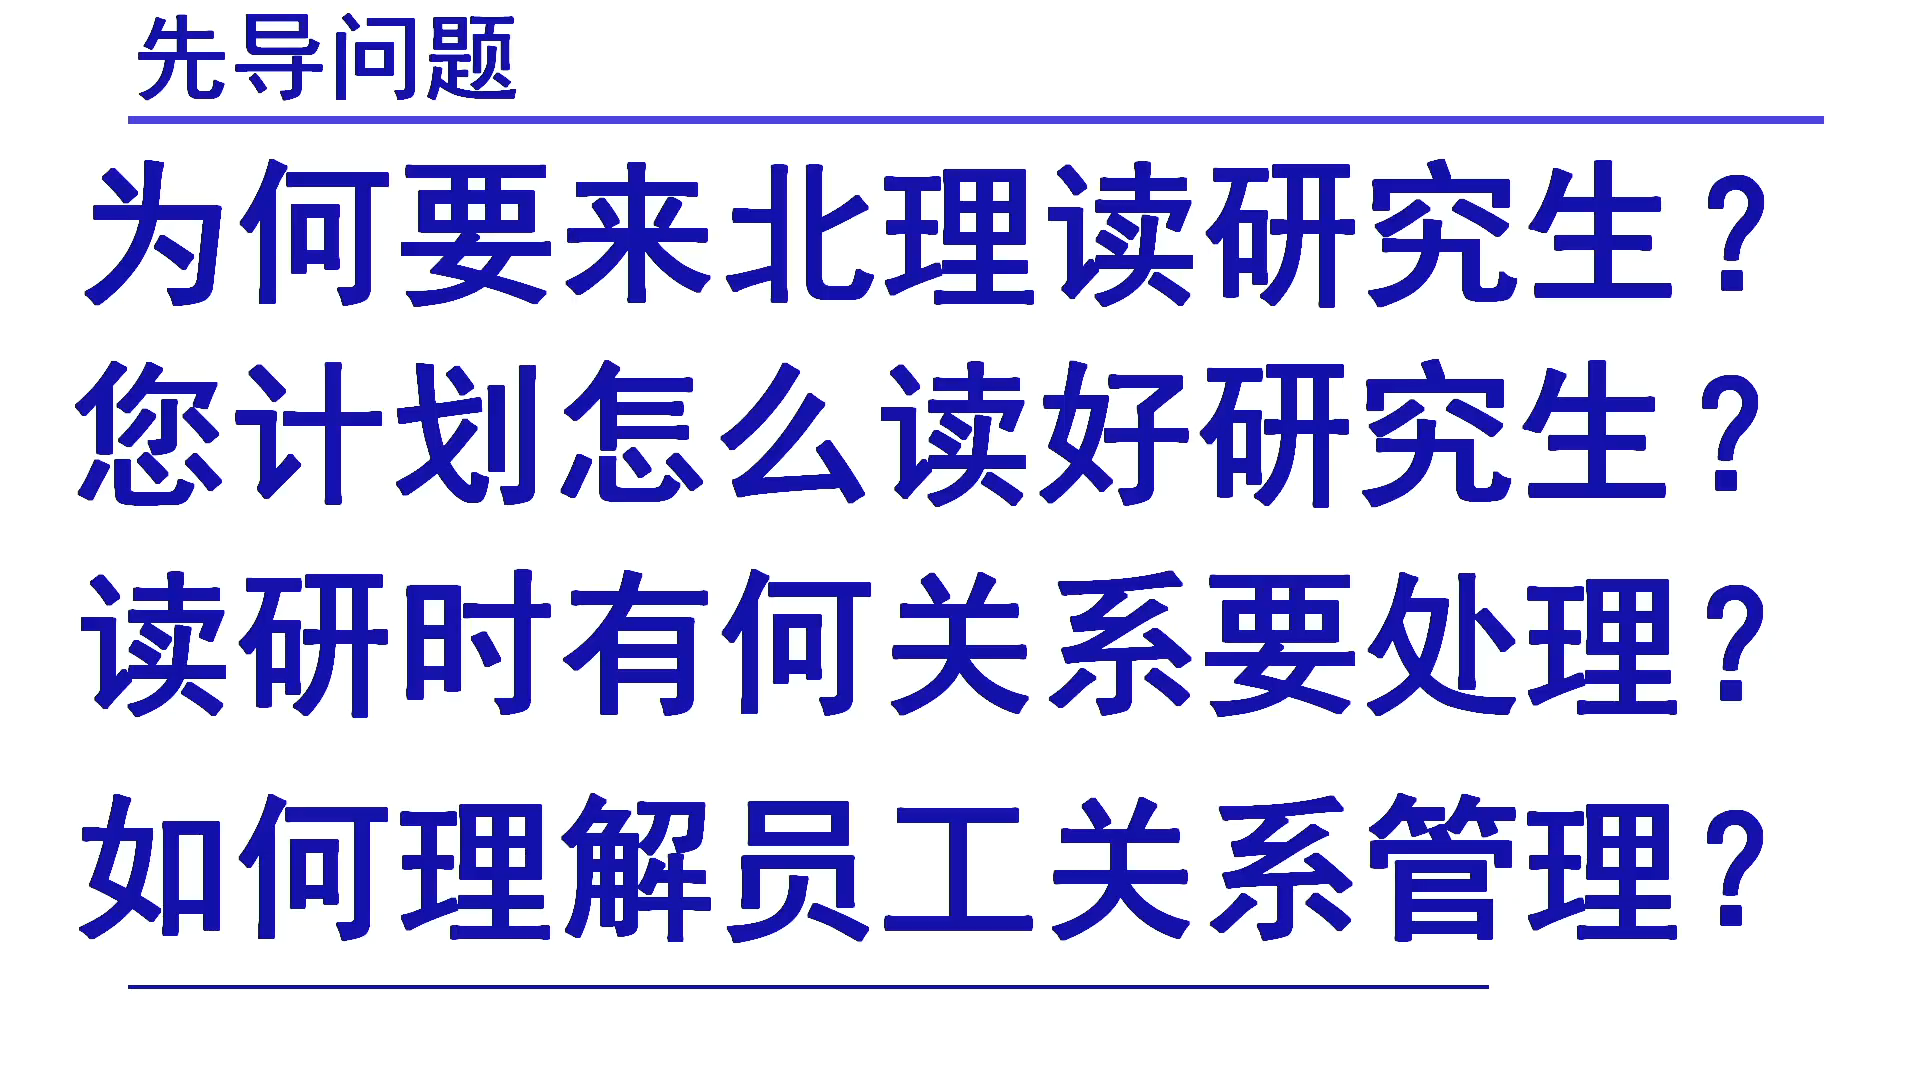 先导问题
为何要来北理读研究生？
您计划怎么读好研究生？
读研时有何关系要处理？
如何理解员工关系管理？